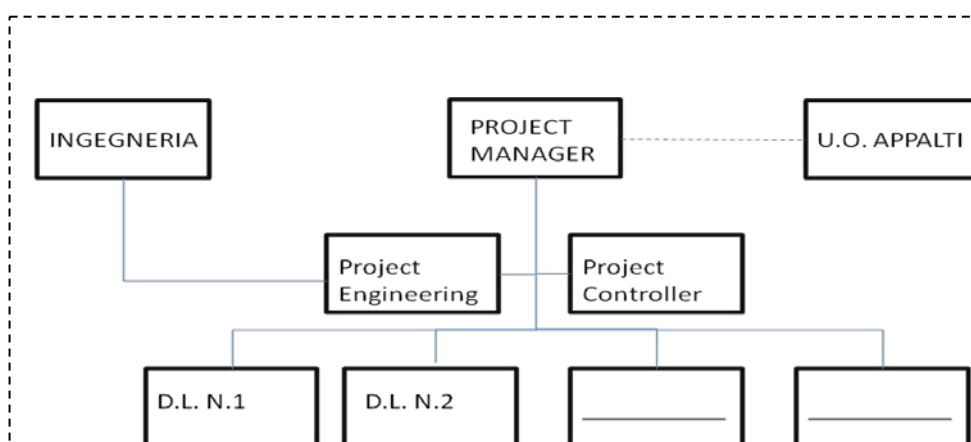 INGEGNERIA
PROJECT
MANAGER
U.O. APPALTI
Project
Engineering
Project
Controller
D.L. N.1
D.L. N.2